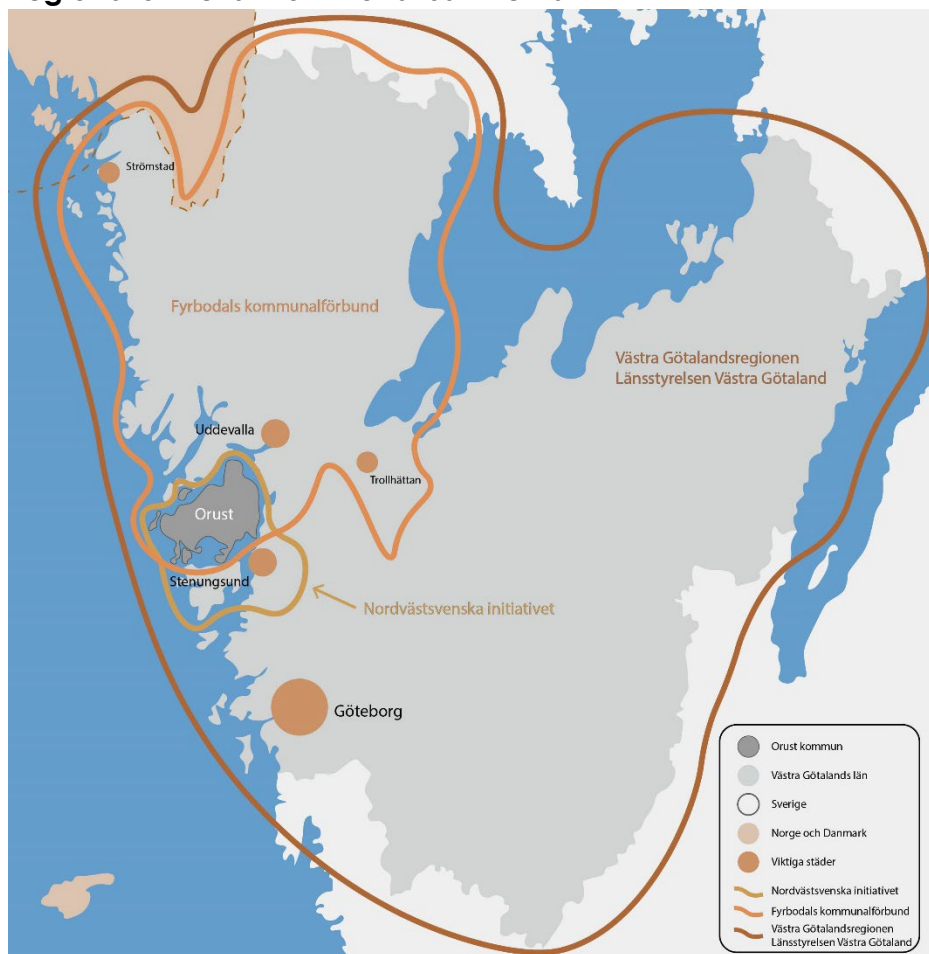 Strömstad
Fyrbodals kommunalförbund
Västra Götalandsregionen
Länsstyrelsen Västra Götaland
Uddevalla
Trollhättan
Orust
Stenungsund
Nordvästsvenska initiativet
Göteborg
Orust kommun
Västra Götalands län
Sverige
Norge och Danmark
Viktiga städer
Nordvästsvenska initiativet
Fyrbodals kommunalförbund
Västra Götalandsregionen
Länsstyrelsen Västra Götaland